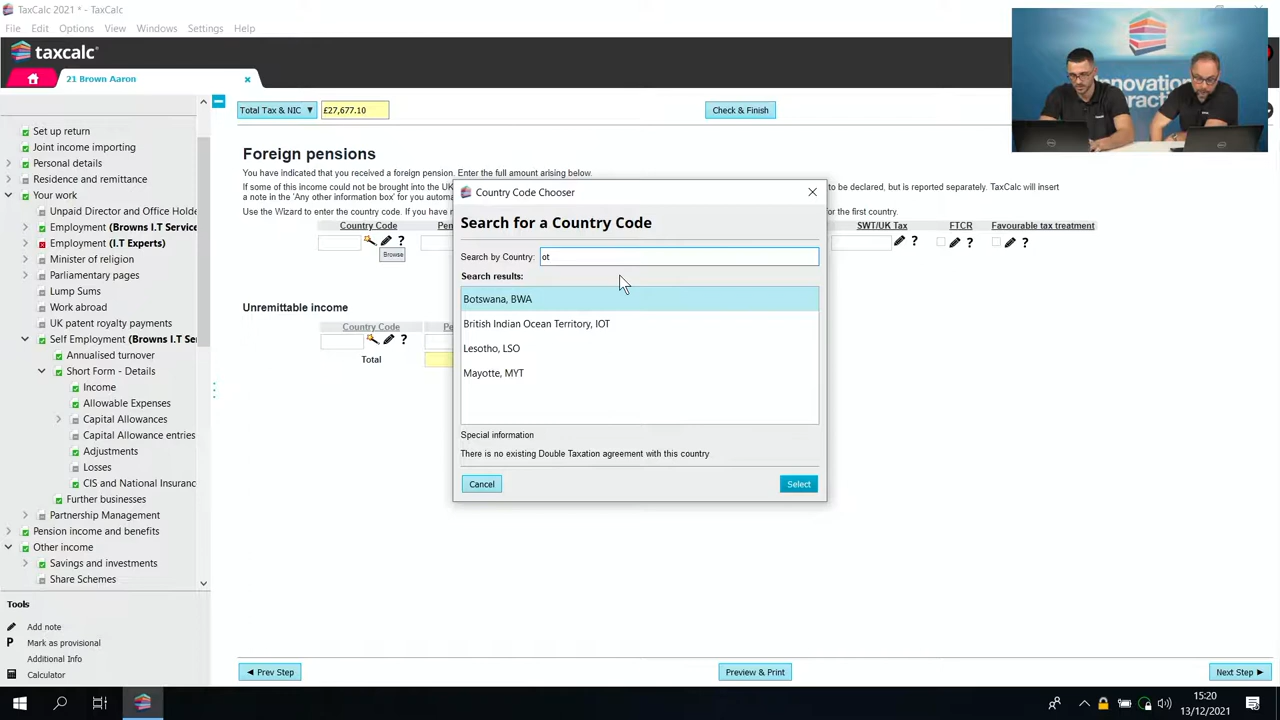 TaxCalc 2021 * - TaxCalc
File Edit Options View Windows Settings Help
taxcalc
21 Brown Aaron
Set up return
Joint income importing
Personal details
Residence and remittance
Your work
Unpaid Director and Office Holde
Employment (Browns I.T Service
Employment (I.T Experts)
Minister of religion
Parliamentary pages
Lump Sums
Work abroad
UK patent royalty payments
Self Employment (Browns I.T Se
Annualised turnover
Short Form - Details
Income
Allowable Expenses
Capital Allowances
Capital Allowance entries
Adjustments
Losses
CIS and National Insuranc
Further businesses
Partnership Management
Pension income and benefits
Other income
Savings and investments
Share Schemes
Tools
Add note
P Mark as provisional
Additional Info
Calculator
Total Tax & NIC £27,677.10 Check & Finish
Foreign pensions
You have indicated that you received a foreign pension. Enter the full amount arising below.
If some of this income could not be brought into the UK to be declared, but is reported separately. TaxCalc will insert
a note in the 'Any other information box' for you automa
Use the Wizard to enter the country code. If you have m for the first country.
Country Code Pen SWT/UK Tax FTCR Favourable tax treatment
? ? ? ?
Browse
Unremittable income
Country Code Pe
?
Total
Country Code Chooser
Search for a Country Code
Search by Country: ot
Search results:
Botswana, BWA
British Indian Ocean Territory, IOT
Lesotho, LSO
Mayotte, MYT
Special information
There is no existing Double Taxation agreement with this country
Cancel Select
Prev Step Preview & Print Next Step
15:20
13/12/2021